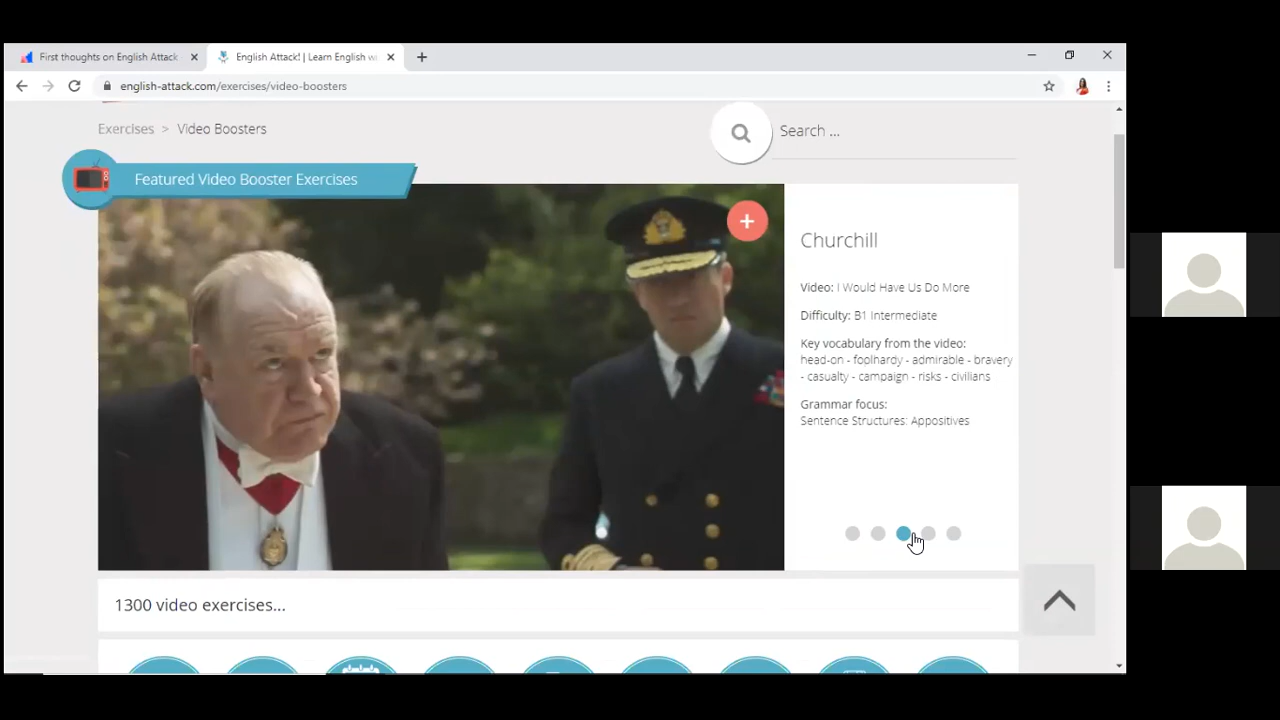 First thoughts on English Attack
English Attack! | Learn English wi
english-attack.com/exercises/video-boosters
Exercises > Video Boosters
Search ...
Featured Video Booster Exercises
Churchill
Video: I Would Have Us Do More
Difficulty: B1 Intermediate
Key vocabulary from the video:
head-on - foolhardy - admirable - bravery
- casualty - campaign - risks - civilians
Grammar focus:
Sentence Structures: Appositives
1300 video exercises...